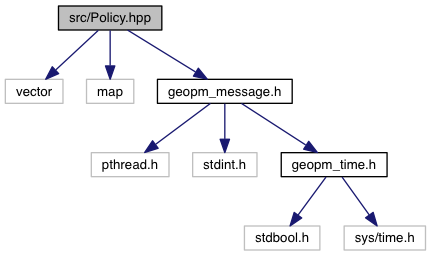 src/Policy.hpp
vector
map
geopm_message.h
pthread.h
stdint.h
geopm_time.h
stdbool.h
sys/time.h